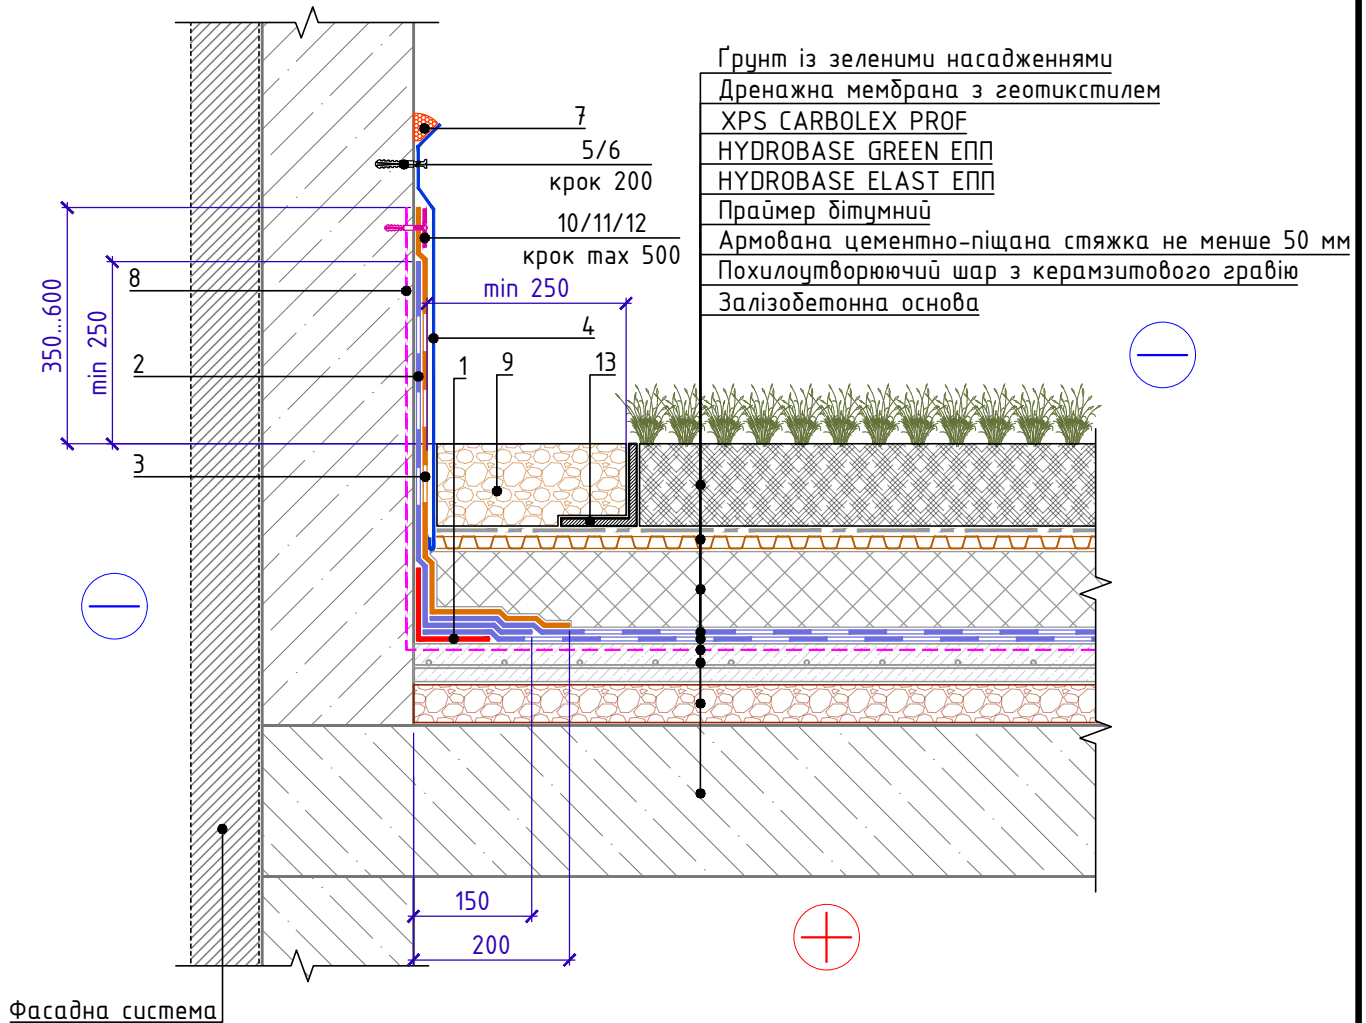 Ґрунт із зеленими насадженнями
Дренажна мембрана з геотикстилем
XPS CARBOLEX PROF
HYDROBASE GREEN ЕПП
HYDROBASE ELAST ЕПП
Праймер бітумний
Армована цементно-піщана стяжка не менше 50 мм
Похилоутворюючий шар з керамзитового гравію
Залізобетонна основа
7
5/6
крок 200
10/11/12
крок max 500
min 250
8
350...600
min 250
2
4
1
9
13
3
150
200
Фасадна система